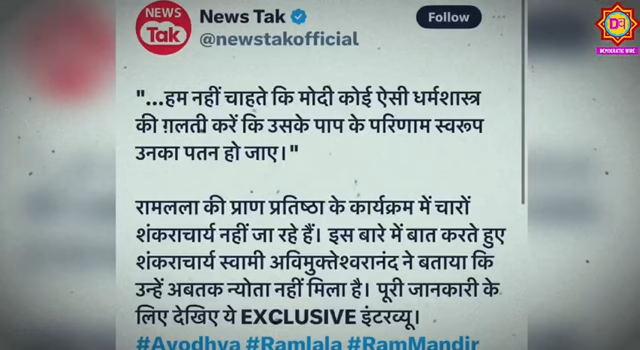 NEWS
Tak
News Tak
@newstakofficial
Follow
DEMOCRATIC WIRE
"...हम नहीं चाहते कि मोदी कोई ऐसी धर्मशास्त्र
की ग़लती करें कि उसके पाप के परिणाम स्वरूप
उनका पतन हो जाए।"
रामलला की प्राण प्रतिष्ठा के कार्यक्रम में चारों
शंकराचार्य नहीं जा रहे हैं। इस बारे में बात करते हुए
शंकराचार्य स्वामी अविमुक्तेश्वरानंद ने बताया कि
उन्हें अबतक न्योता नहीं मिला है। पूरी जानकारी के
लिए देखिए ये EXCLUSIVE इंटरव्यू।
#Ayodhya #Ramlala #RamMandir